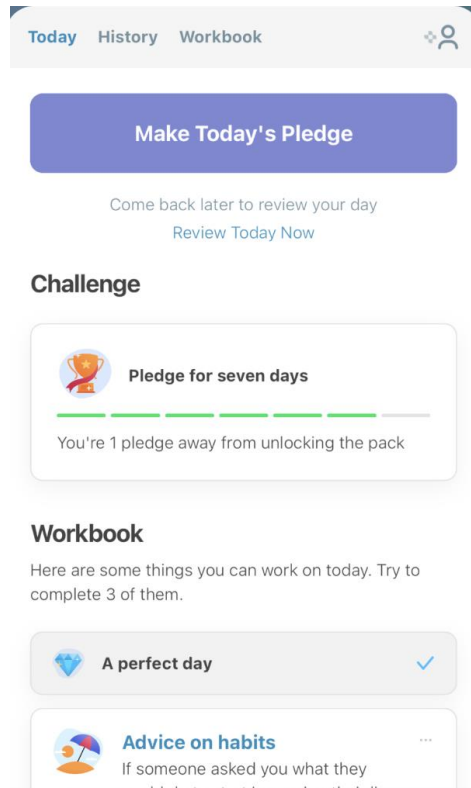 Today History Workbook
Make Today's Pledge
Come back later to review your day
Review Today Now
Challenge
Pledge for seven days
You're 1 pledge away from unlocking the pack
Workbook
Here are some things you can work on today. Try to
complete 3 of them.
A perfect day
Advice on habits
If someone asked you what they